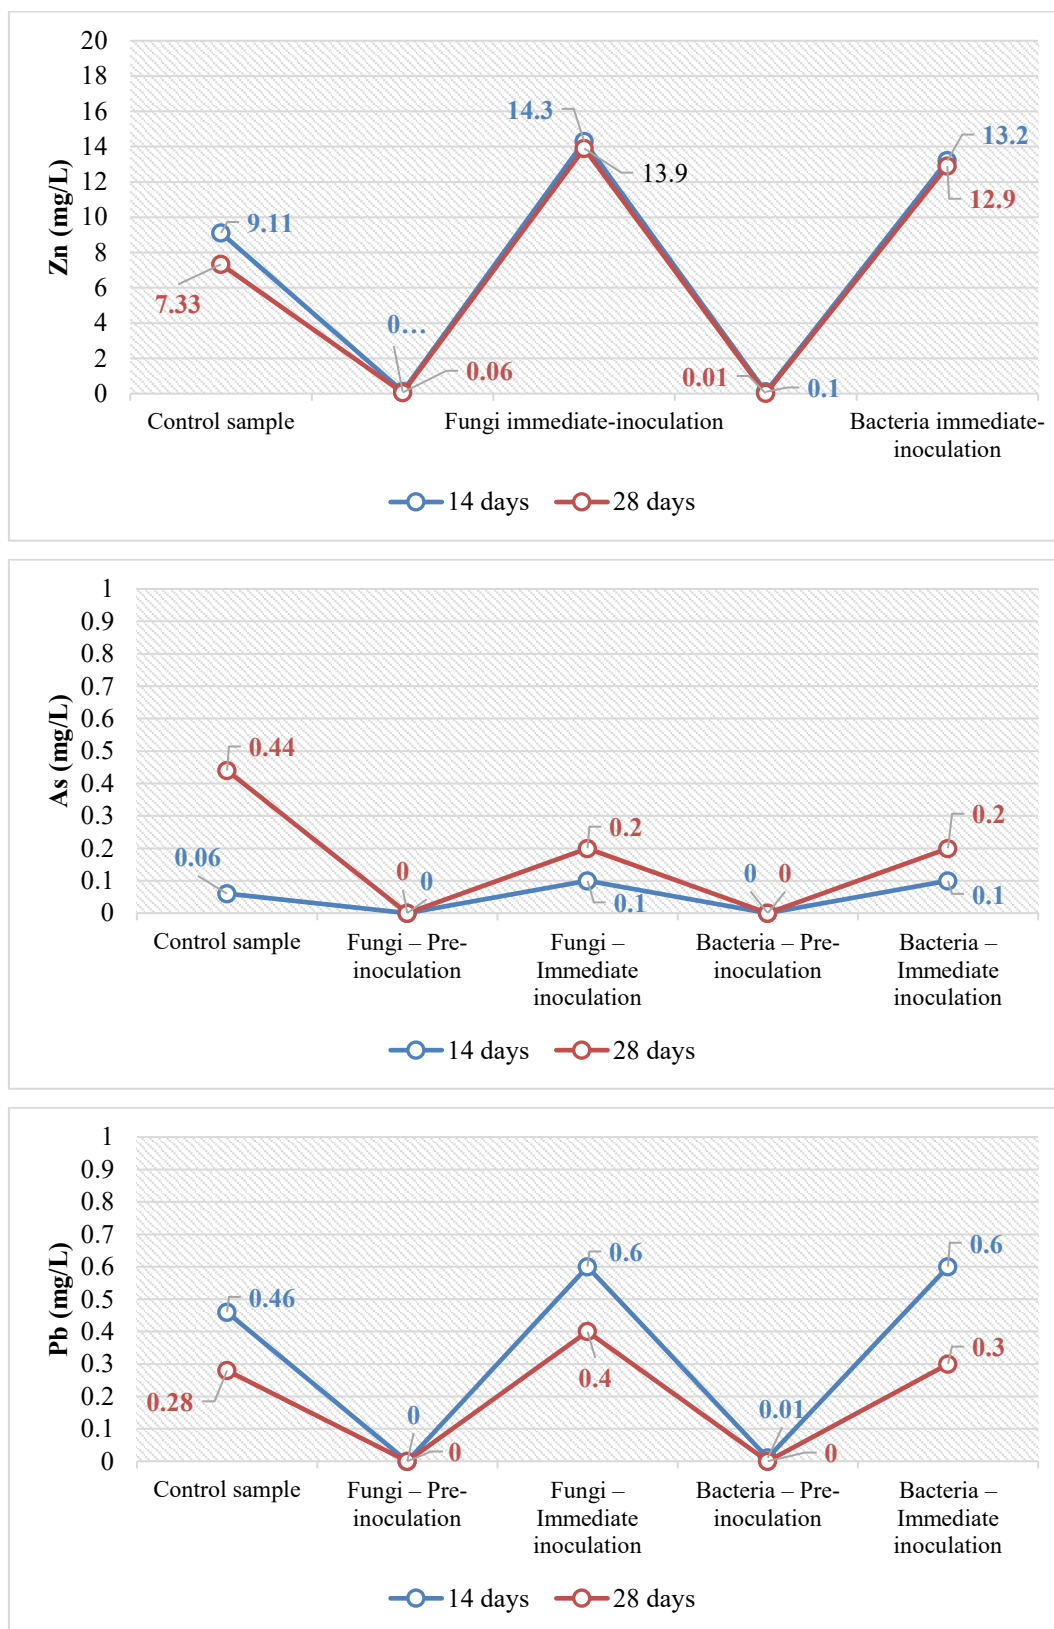 20
18
16
14
12
10
8
6
4
2
0
Zn (mg/L)
14.3
13.9
13.2
12.9
9.11
7.33
0...
0.06
0.01
0.1
Control sample
Fungi immediate-inoculation
Bacteria immediate-
inoculation
14 days
28 days
1
0.9
0.8
0.7
0.6
0.5
0.4
0.3
0.2
0.1
0
As (mg/L)
0.44
0.06
0
0
0.2
0.1
0
0
0.2
0.1
Control sample
Fungi – Pre-
inoculation
Fungi –
Immediate
inoculation
Bacteria – Pre-
inoculation
Bacteria –
Immediate
inoculation
14 days
28 days
1
0.9
0.8
0.7
0.6
0.5
0.4
0.3
0.2
0.1
0
Pb (mg/L)
0.46
0.28
0
0
0.6
0.4
0.01
0
0.6
0.3
Control sample
Fungi – Pre-
inoculation
Fungi –
Immediate
inoculation
Bacteria – Pre-
inoculation
Bacteria –
Immediate
inoculation
14 days
28 days